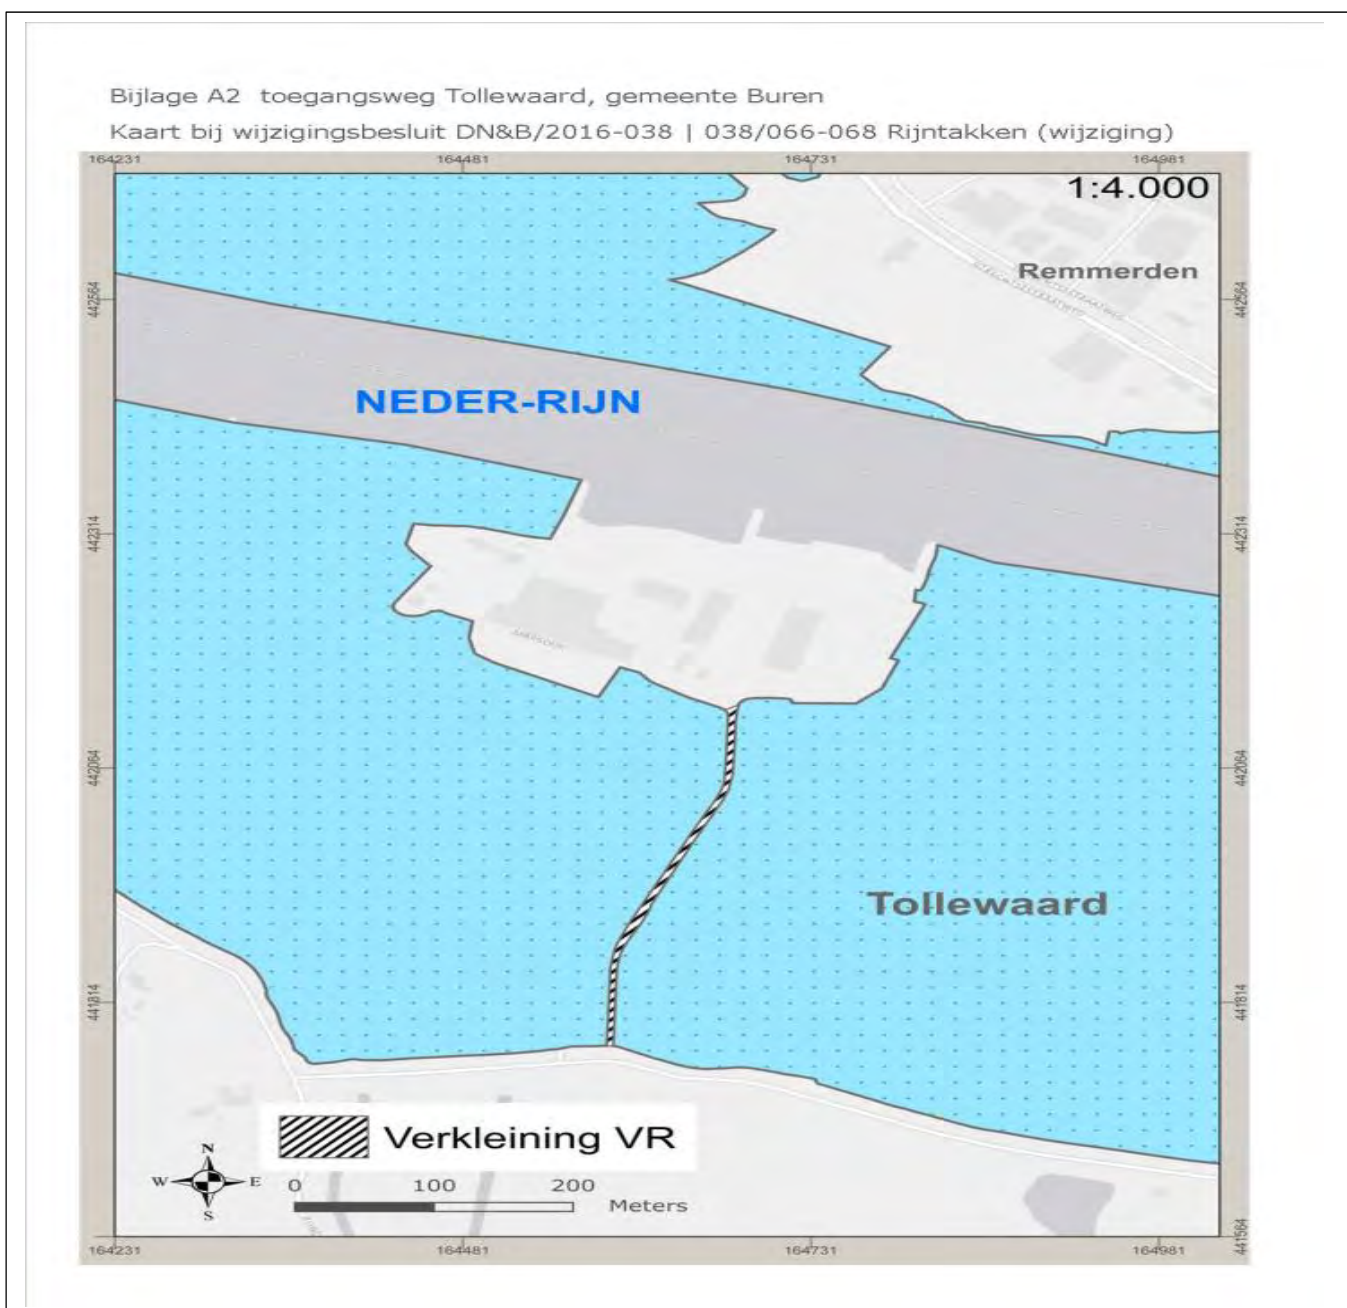 Bijlage A2 toegangsweg Tollewaard, gemeente Buren
Kaart bij wijzigingsbesluit DN&B/2016-038 | 038/066-068 Rijntakken (wijziging)
164231 164481 164731 164981
1:4.000
Remmerden
442564 442564
NEDER-RIJN
442314 442314
442064 442064
Tollewaard
441814 441814
Verkleining VR
N
W E
S
0 100 200
Meters
441564
164231 164481 164731 164981